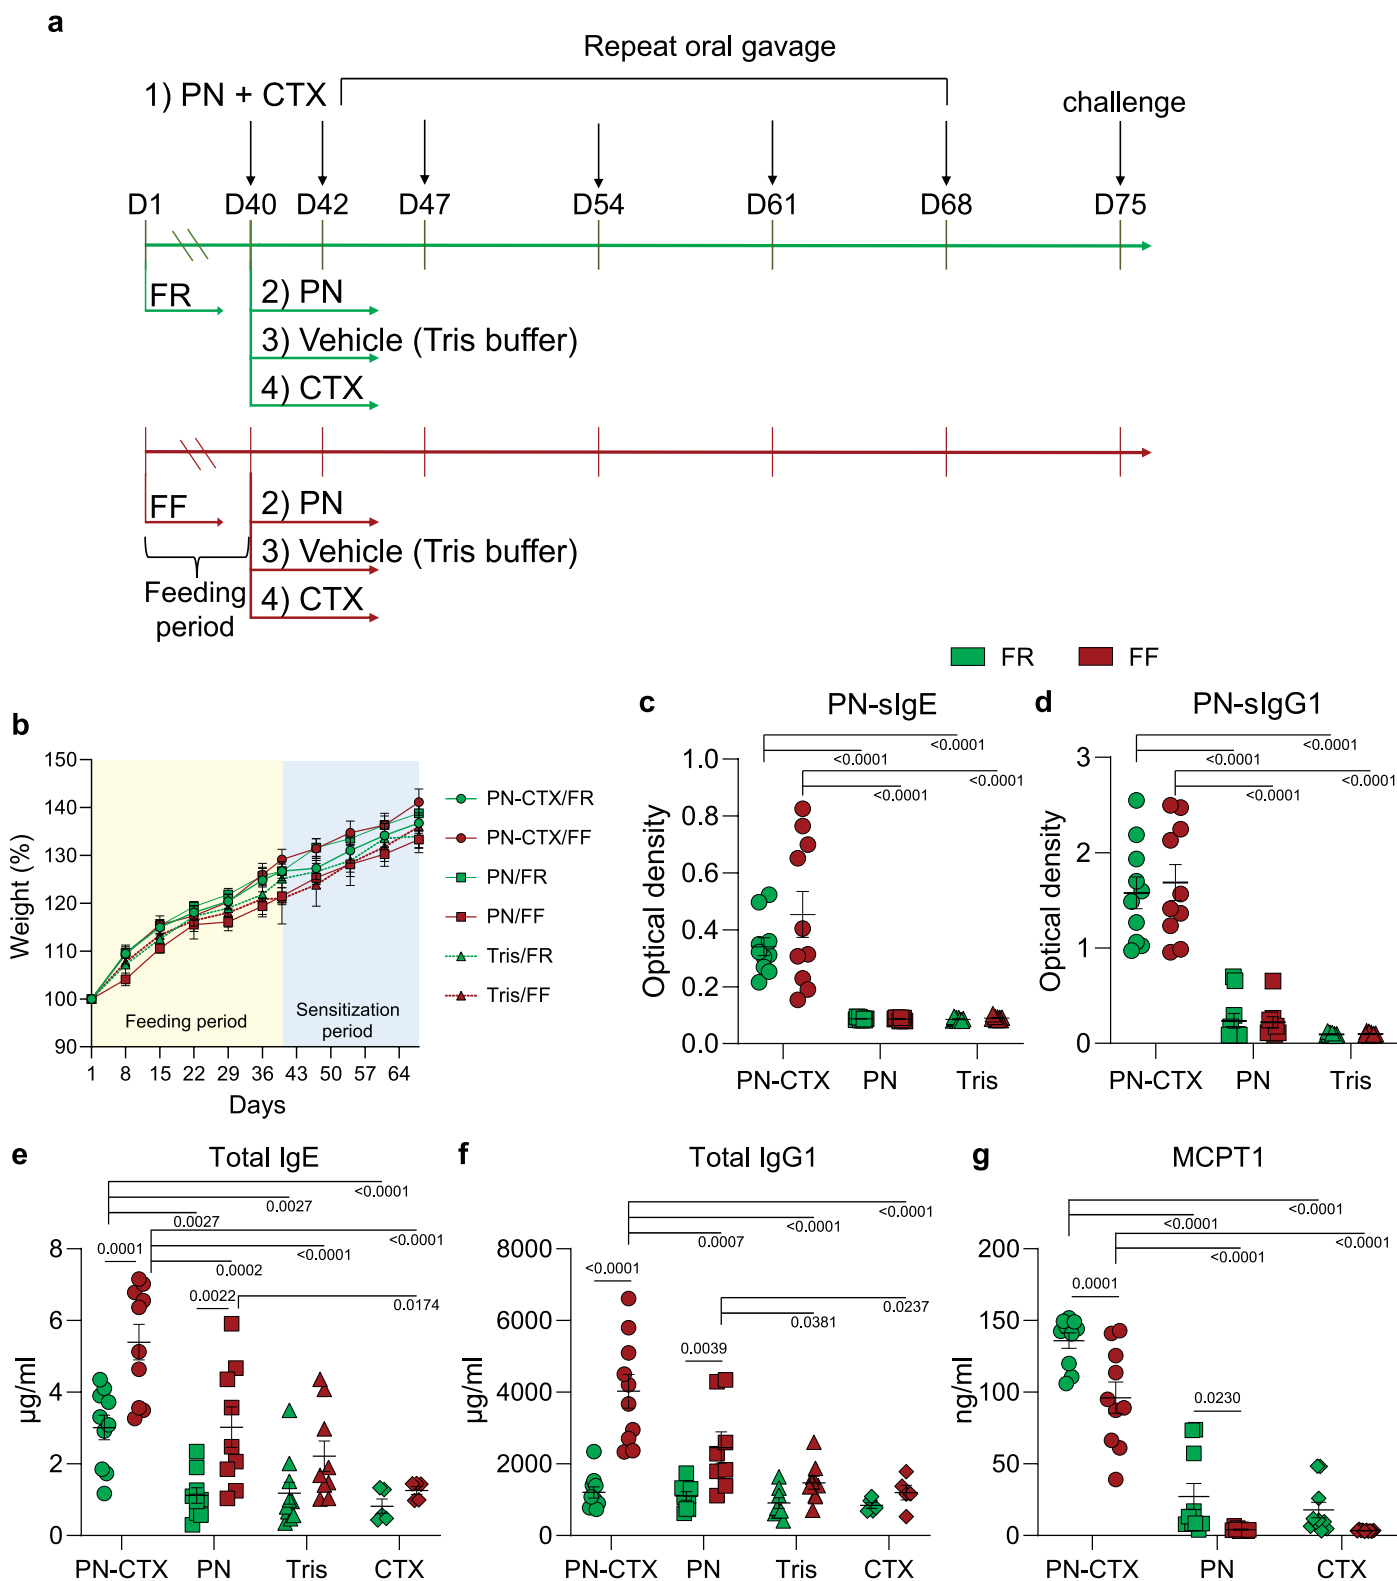 a
Repeat oral gavage
1) PN + CTX
challenge
D1 D40 D42 D47 D54 D61 D68 D75
FR
2) PN
3) Vehicle (Tris buffer)
4) CTX
FF
2) PN
3) Vehicle (Tris buffer)
4) CTX
Feeding
period
FR FF
b
Weight (%)
150
140
130
120
110
100
90
Feeding period
Sensitization
period
1 8 15 22 29 36 43 50 57 64
Days
PN-CTX/FR
PN-CTX/FF
PN/FR
PN/FF
Tris/FR
Tris/FF
c
PN-sIgE
<0.0001
<0.0001
<0.0001
<0.0001
Optical density
1.0
0.8
0.6
0.4
0.2
0.0
PN-CTX PN Tris
d
PN-sIgG1
<0.0001
<0.0001
<0.0001
<0.0001
Optical density
3
2
1
0
PN-CTX PN Tris
e
Total IgE
<0.0001
0.0027
0.0027
<0.0001
<0.0001
0.0002
0.0001
0.0022
0.0174
µg/ml
8
6
4
2
0
PN-CTX PN Tris CTX
f
Total IgG1
<0.0001
<0.0001
0.0007
<0.0001
0.0237
0.0381
0.0039
µg/ml
8000
6000
4000
2000
0
PN-CTX PN Tris CTX
g
MCPT1
<0.0001
<0.0001
<0.0001
<0.0001
0.0001
0.0230
ng/ml
200
150
100
50
0
PN-CTX PN CTX